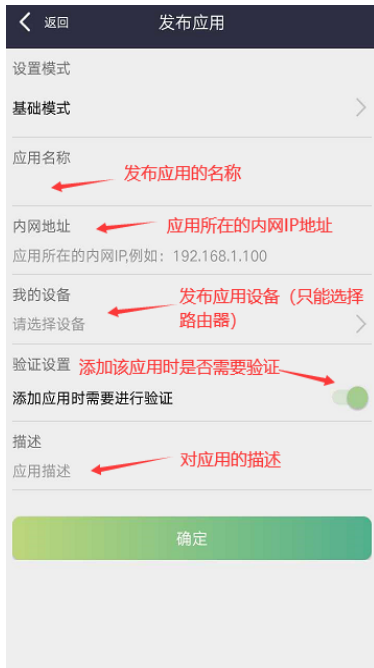 返回 发布应用
设置模式
基础模式
应用名称
发布应用的名称
内网地址 应用所在的内网IP地址
应用所在的内网IP,例如：192.168.1.100
我的设备 发布应用设备（只能选择
请选择设备 路由器）
验证设置 添加该应用时是否需要验证
添加应用时需要进行验证
描述
对应用的描述
应用描述
确定